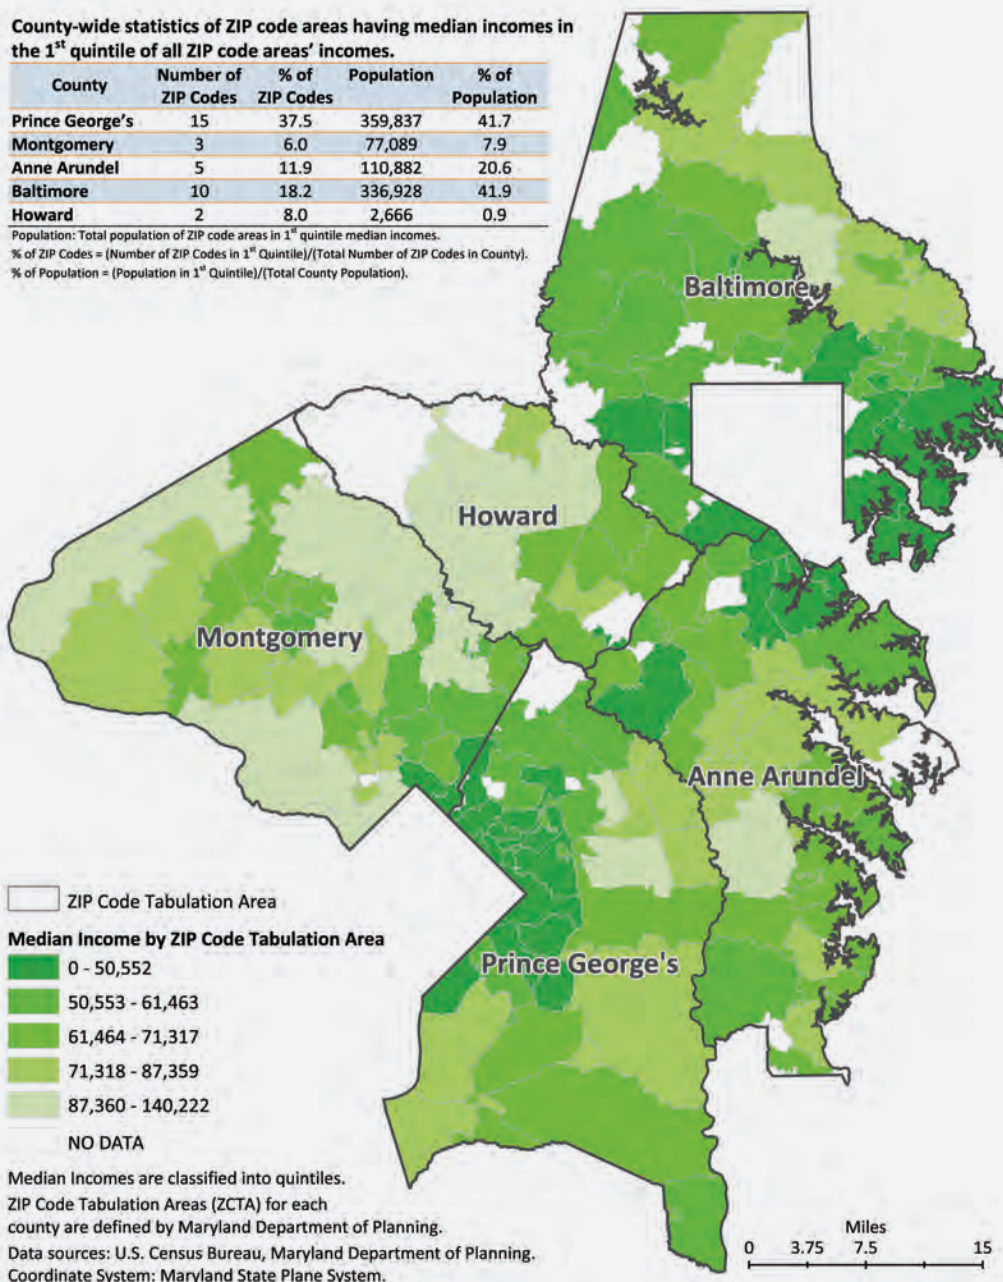 County-wide statistics of ZIP code areas having median incomes in
the 1st quintile of all ZIP code areas' incomes.
County Number of ZIP Codes % of ZIP Codes Population % of Population
Prince George's 15 37.5 359,837 41.7
Montgomery 3 6.0 77,089 7.9
Anne Arundel 5 11.9 110,882 20.6
Baltimore 10 18.2 336,928 41.9
Howard 2 8.0 2,666 0.9
Population: Total population of ZIP code areas in 1st quintile median incomes.
% of ZIP Codes = (Number of ZIP Codes in 1st Quintile)/(Total Number of ZIP Codes in County).
% of Population = (Population in 1st Quintile)/(Total County Population).
Baltimore
Howard
Montgomery
Anne Arundel
Prince George's
ZIP Code Tabulation Area
Median Income by ZIP Code Tabulation Area
0 - 50,552
50,553 - 61,463
61,464 - 71,317
71,318 - 87,359
87,360 - 140,222
NO DATA
Median Incomes are classified into quintiles.
ZIP Code Tabulation Areas (ZCTA) for each
county are defined by Maryland Department of Planning.
Data sources: U.S. Census Bureau, Maryland Department of Planning.
Coordinate System: Maryland State Plane System.
Miles
0 3.75 7.5 15